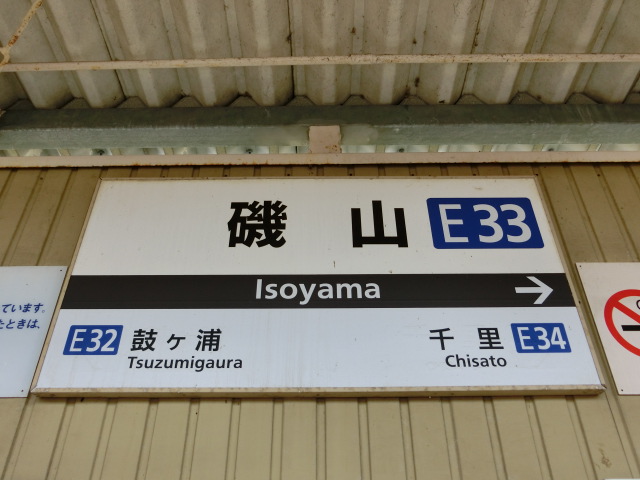 磯山 E33
Isoyama →
E32 鼓ヶ浦
Tsuzumigaura
千里 E34
Chisato
ています。
たときは、